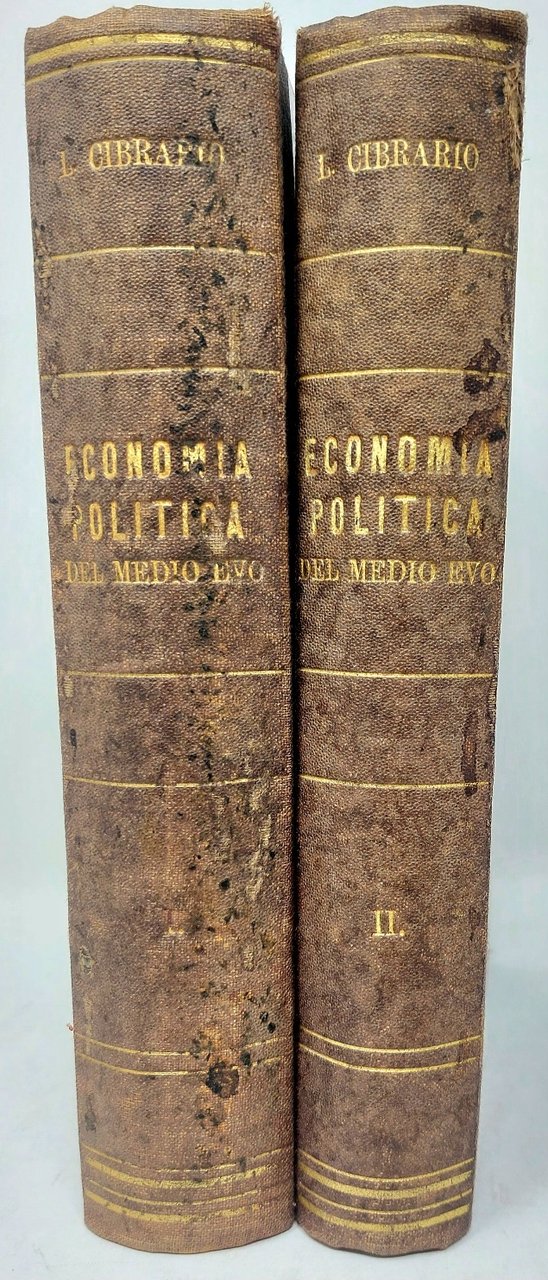 L. CIBRARIO
ECONOMIA
POLITICA
DEL MEDIO EVO
I.
L. CIBRARIO
ECONOMIA
POLITICA
DEL MEDIO EVO
II.